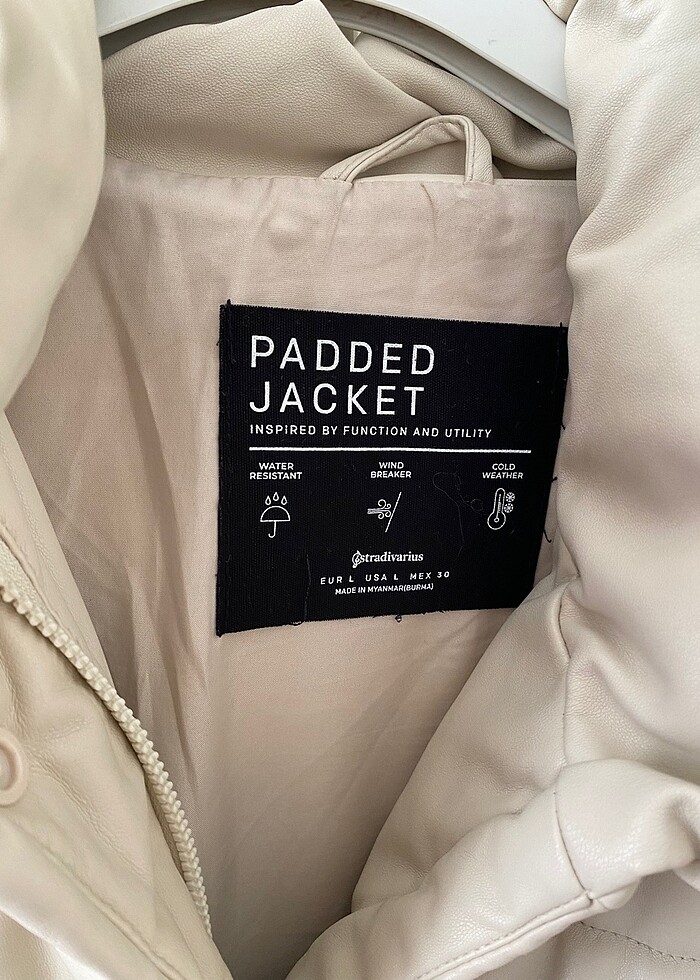 PADDED
JACKET
INSPIRED BY FUNCTION AND UTILITY
WATER
RESISTANT
WIND
BREAKER
COLD
WEATHER
stradivarius
EUR L USA L MEX 30
MADE IN MYANMAR(BURMA)